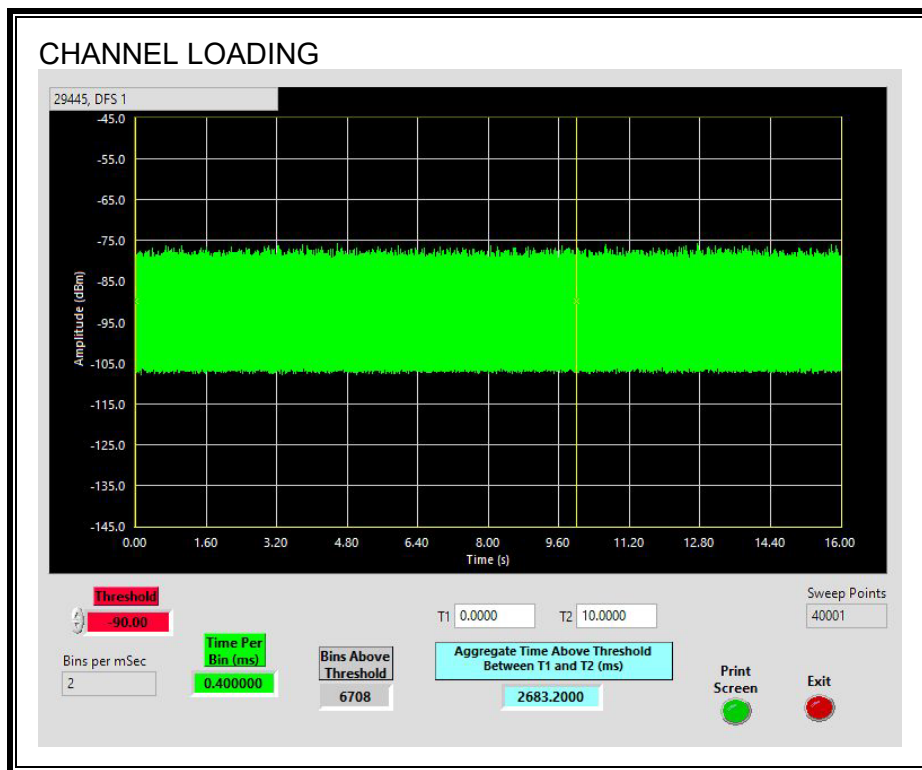 CHANNEL LOADING
29445, DFS 1
-45.0
-55.0
-65.0
-75.0
-85.0
-95.0
-105.0
-115.0
-125.0
-135.0
-145.0
Amplitude (dBm)
0.00 1.60 3.20 4.80 6.40 8.00 9.60 11.20 12.80 14.40 16.00
Time (s)
Threshold
-90.00
Bins per mSec
2
Time Per
Bin (ms)
0.400000
Bins Above
Threshold
6708
T1 0.0000 T2 10.0000
Aggregate Time Above Threshold
Between T1 and T2 (ms)
2683.2000
Sweep Points
40001
Print
Screen
Exit